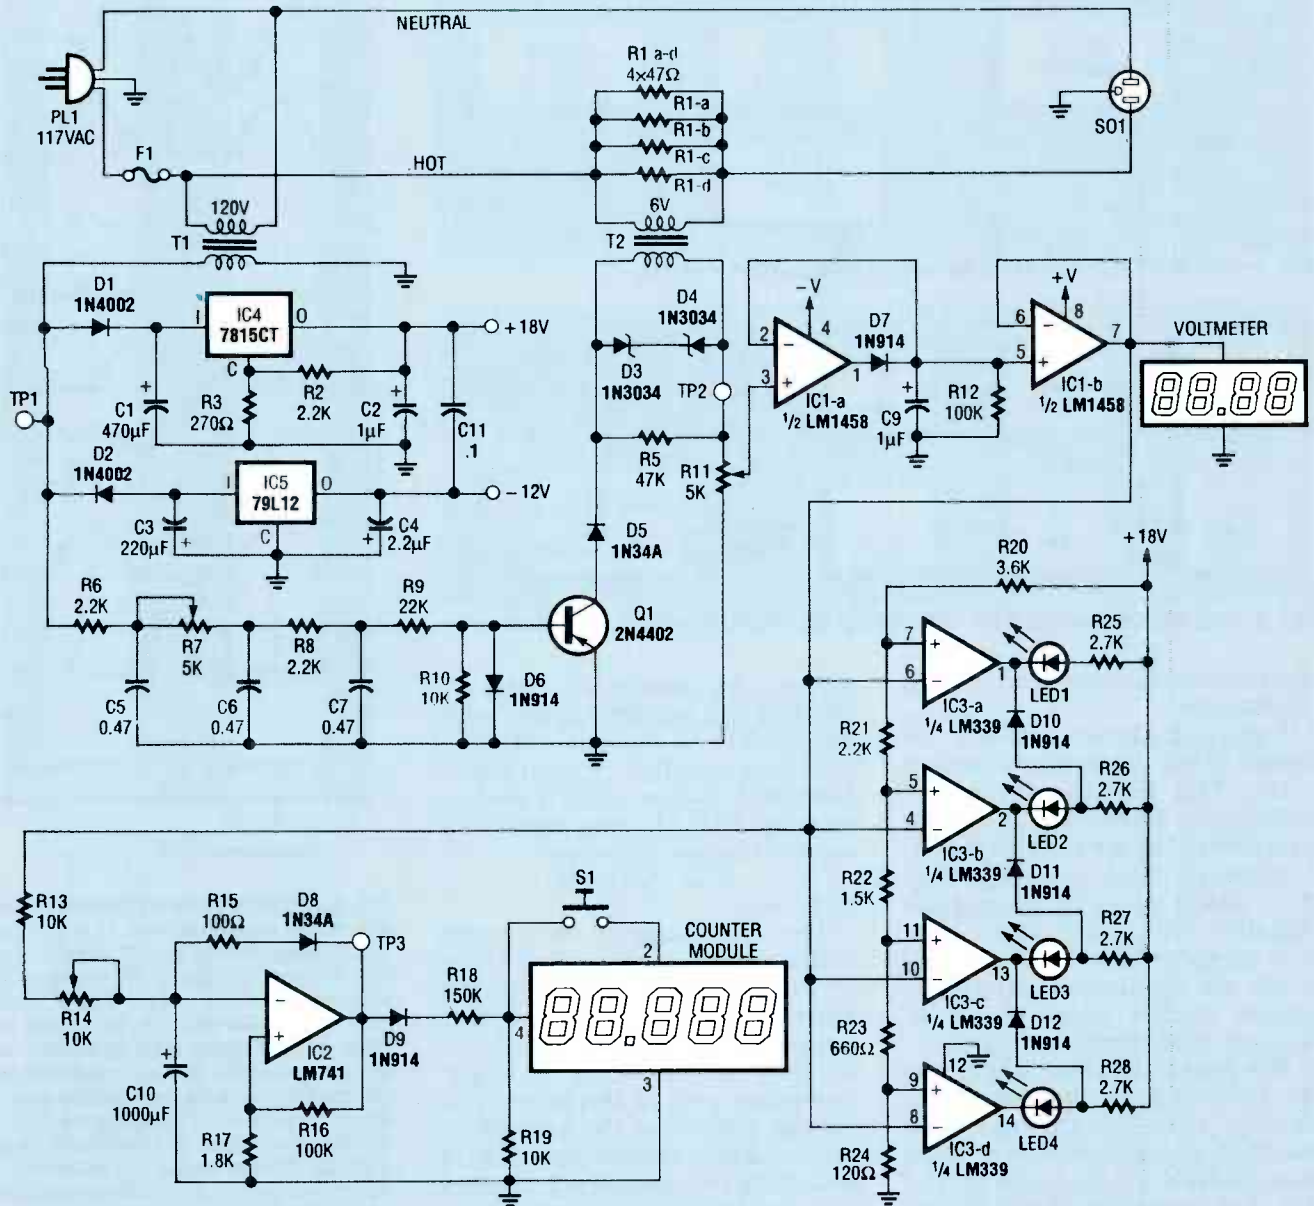 NEUTRAL
R1 a-d
4×47Ω
R1-a
R1-b
R1-c
R1-d
PL1
117VAC
F1
HOT
SO1
120V
T1
6V
T2
D1
1N4002
I
IC4
7815CT
O
C
+18V
R2
2.2K
R3
270Ω
TP1
+
C1
470µF
+
C2
1µF
C11
.1
D2
1N4002
I
IC5
79L12
O
C
-12V
C3
220µF
+
C4
2.2µF
+
D4
1N3034
D3
1N3034
TP2
R5
47K
R11
5K
D5
1N34A
-V
4
2
-
3
+
1
IC1-a
½ LM1458
D7
1N914
+
C9
1µF
R12
100K
+V
8
6
-
5
+
7
IC1-b
½ LM1458
VOLTMETER
88.88
R6
2.2K
R7
5K
R8
2.2K
R9
22K
Q1
2N4402
R10
10K
D6
1N914
C5
0.47
C6
0.47
C7
0.47
+18V
R20
3.6K
7
+
6
-
1
IC3-a
¼ LM339
LED1
R25
2.7K
D10
1N914
R21
2.2K
5
+
4
-
2
IC3-b
¼ LM339
LED2
R26
2.7K
D11
1N914
R22
1.5K
11
+
10
-
13
IC3-c
¼ LM339
LED3
R27
2.7K
D12
1N914
R23
660Ω
9
+
8
-
12
14
IC3-d
¼ LM339
LED4
R28
2.7K
R24
120Ω
R13
10K
R14
10K
R15
100Ω
D8
1N34A
TP3
-
+
IC2
LM741
D9
1N914
+
C10
1000µF
R17
1.8K
R16
100K
R18
150K
R19
10K
S1
COUNTER
MODULE
2
4
88.888
3